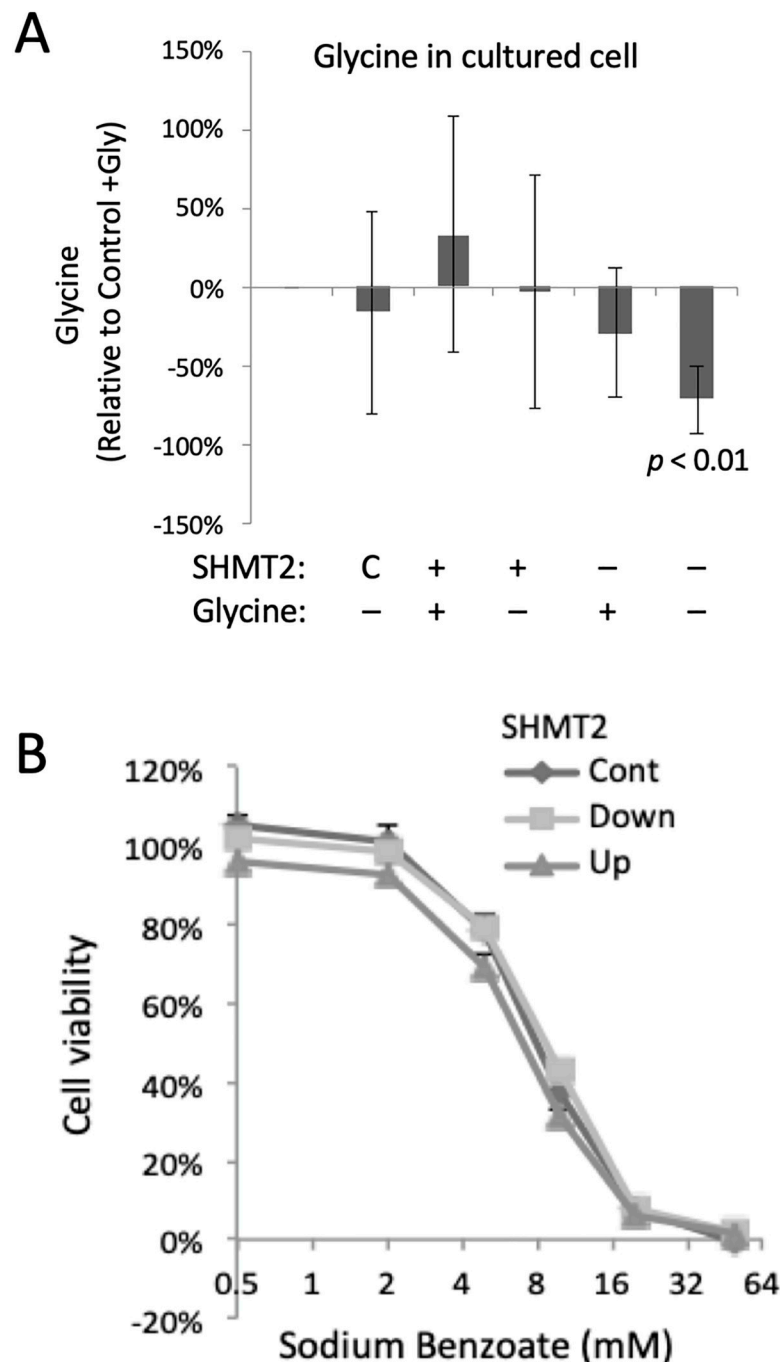 A
Glycine in cultured cell
Glycine
(Relative to Control +Gly)
150%
100%
50%
0%
-50%
-100%
-150%
p < 0.01
SHMT2: C + + – –
Glycine: – + – + –
B
SHMT2
Cont
Down
Up
Cell viability
120%
100%
80%
60%
40%
20%
0%
-20%
0.5 1 2 4 8 16 32 64
Sodium Benzoate (mM)